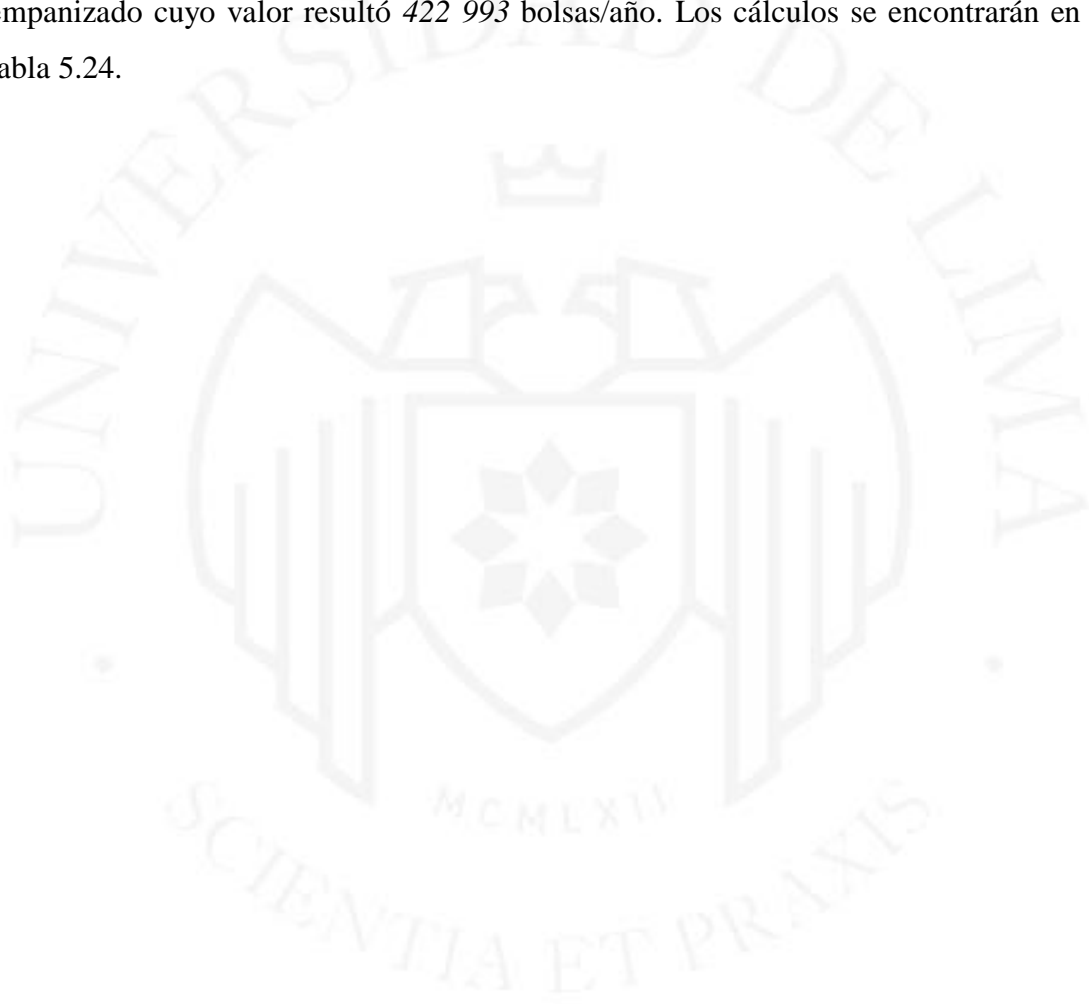 empanizado cuyo valor resultó 422 993 bolsas/año. Los cálculos se encontrarán en
abla 5.24.
UNIVERSIDAD DE LIMA
MCMLXII
SCIENTIA ET PRAXIS